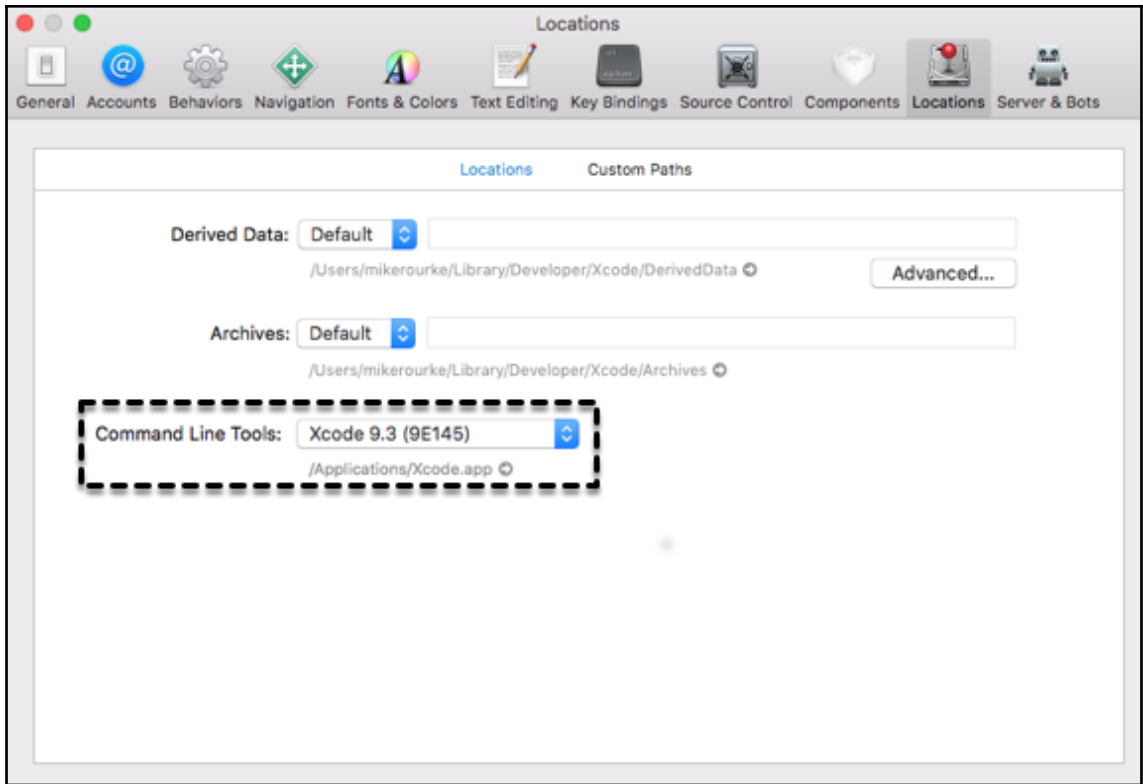 Locations
General Accounts Behaviors Navigation Fonts & Colors Text Editing Key Bindings Source Control Components Locations Server & Bots
Locations Custom Paths
Derived Data: Default
/Users/mikerourke/Library/Developer/Xcode/DerivedData
Advanced...
Archives: Default
/Users/mikerourke/Library/Developer/Xcode/Archives
Command Line Tools: Xcode 9.3 (9E145)
/Applications/Xcode.app